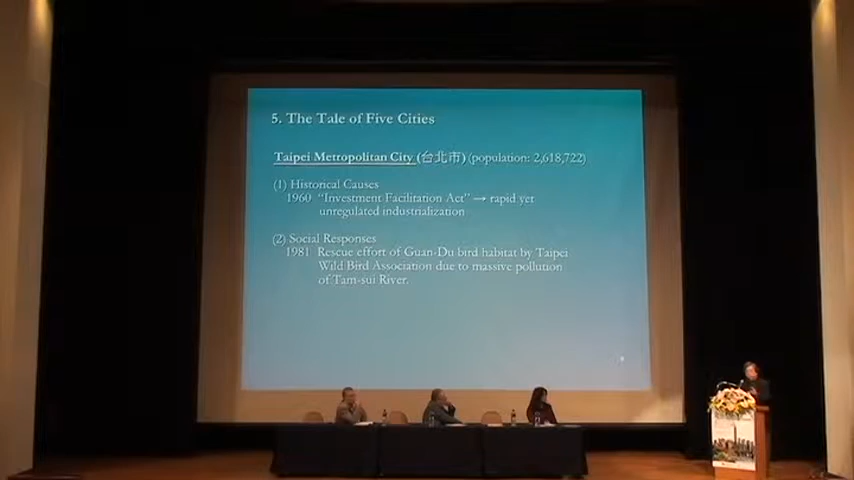 5. The Tale of Five Cities
Taipei Metropolitan City (台北市) (population: 2,618,722)
(1) Historical Causes
1960 “Investment Facilitation Act” → rapid yet
unregulated industrialization
(2) Social Responses
1981 Rescue effort of Guan-Du bird habitat by Taipei
Wild Bird Association due to massive pollution
of Tam-sui River.